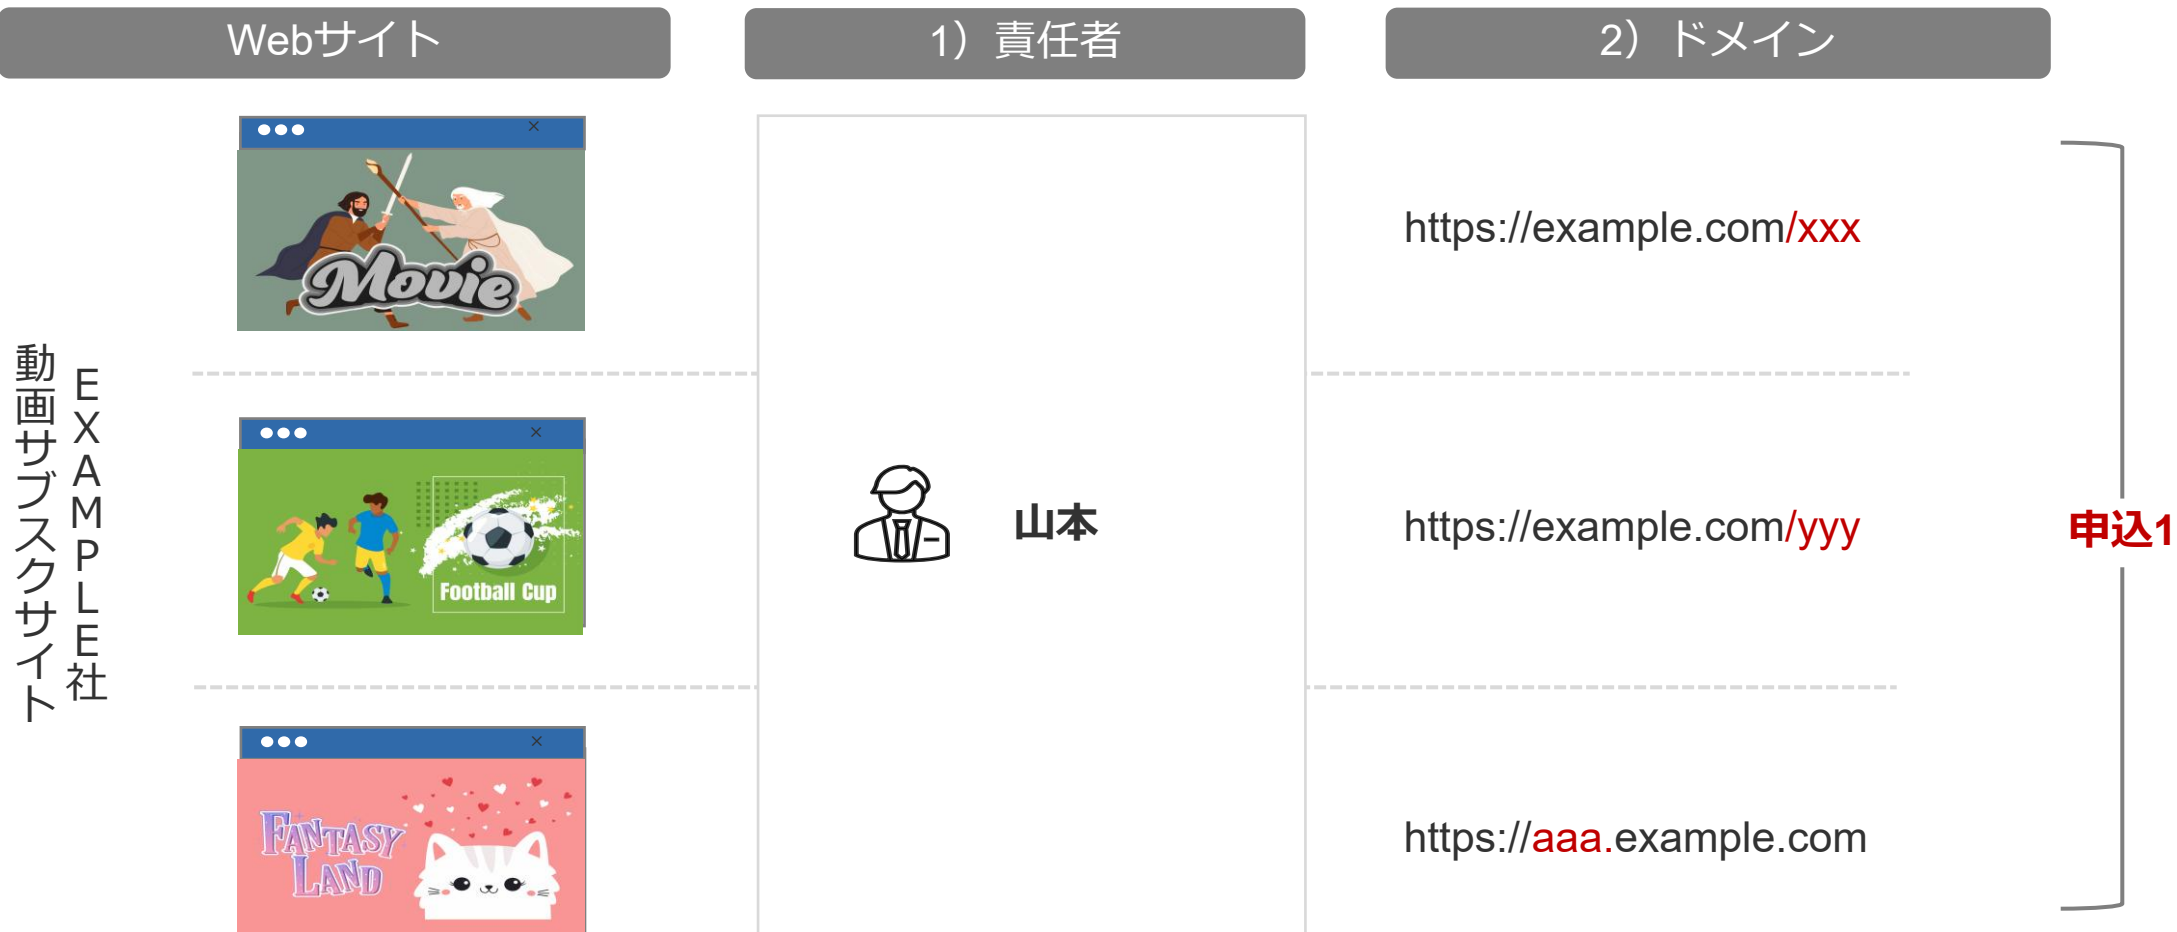 Webサイト
1）責任者
2）ドメイン
EXAMPLE社
動画サブスクサイト
×
Movie
https://example.com/xxx
×
Football Cup
山本
https://example.com/yyy
申込1
×
FANTASY
LAND
https://aaa.example.com